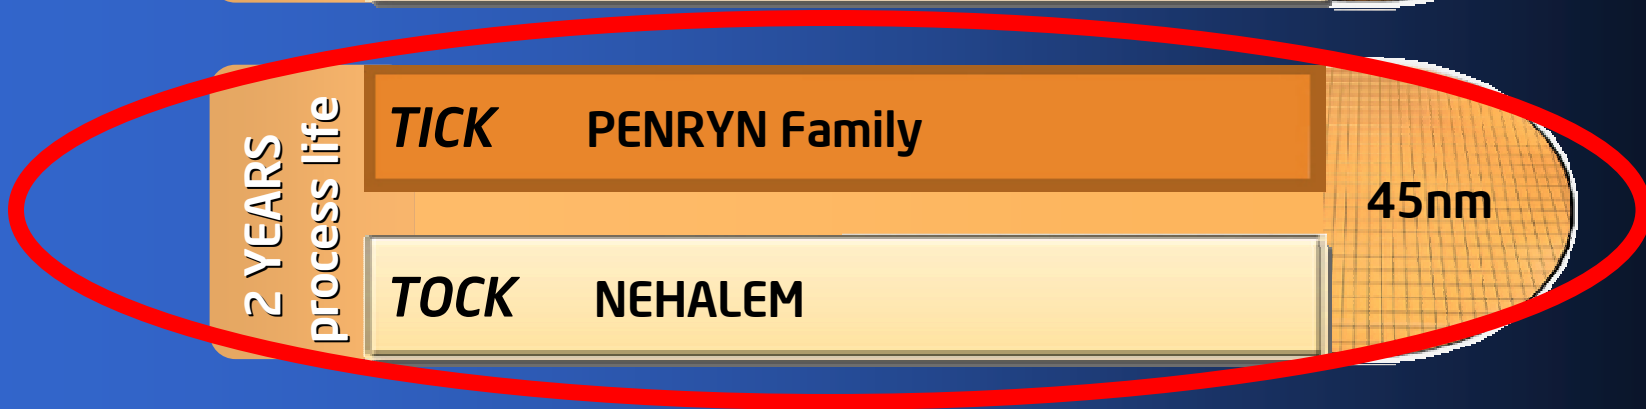 2 YEARS
process life
TICK PENRYN Family
TOCK NEHALEM
45nm